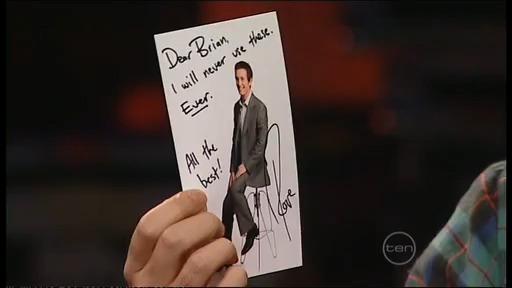 Dear Brian,
I will never use these.
Ever.
All the
best!
Rove
ten